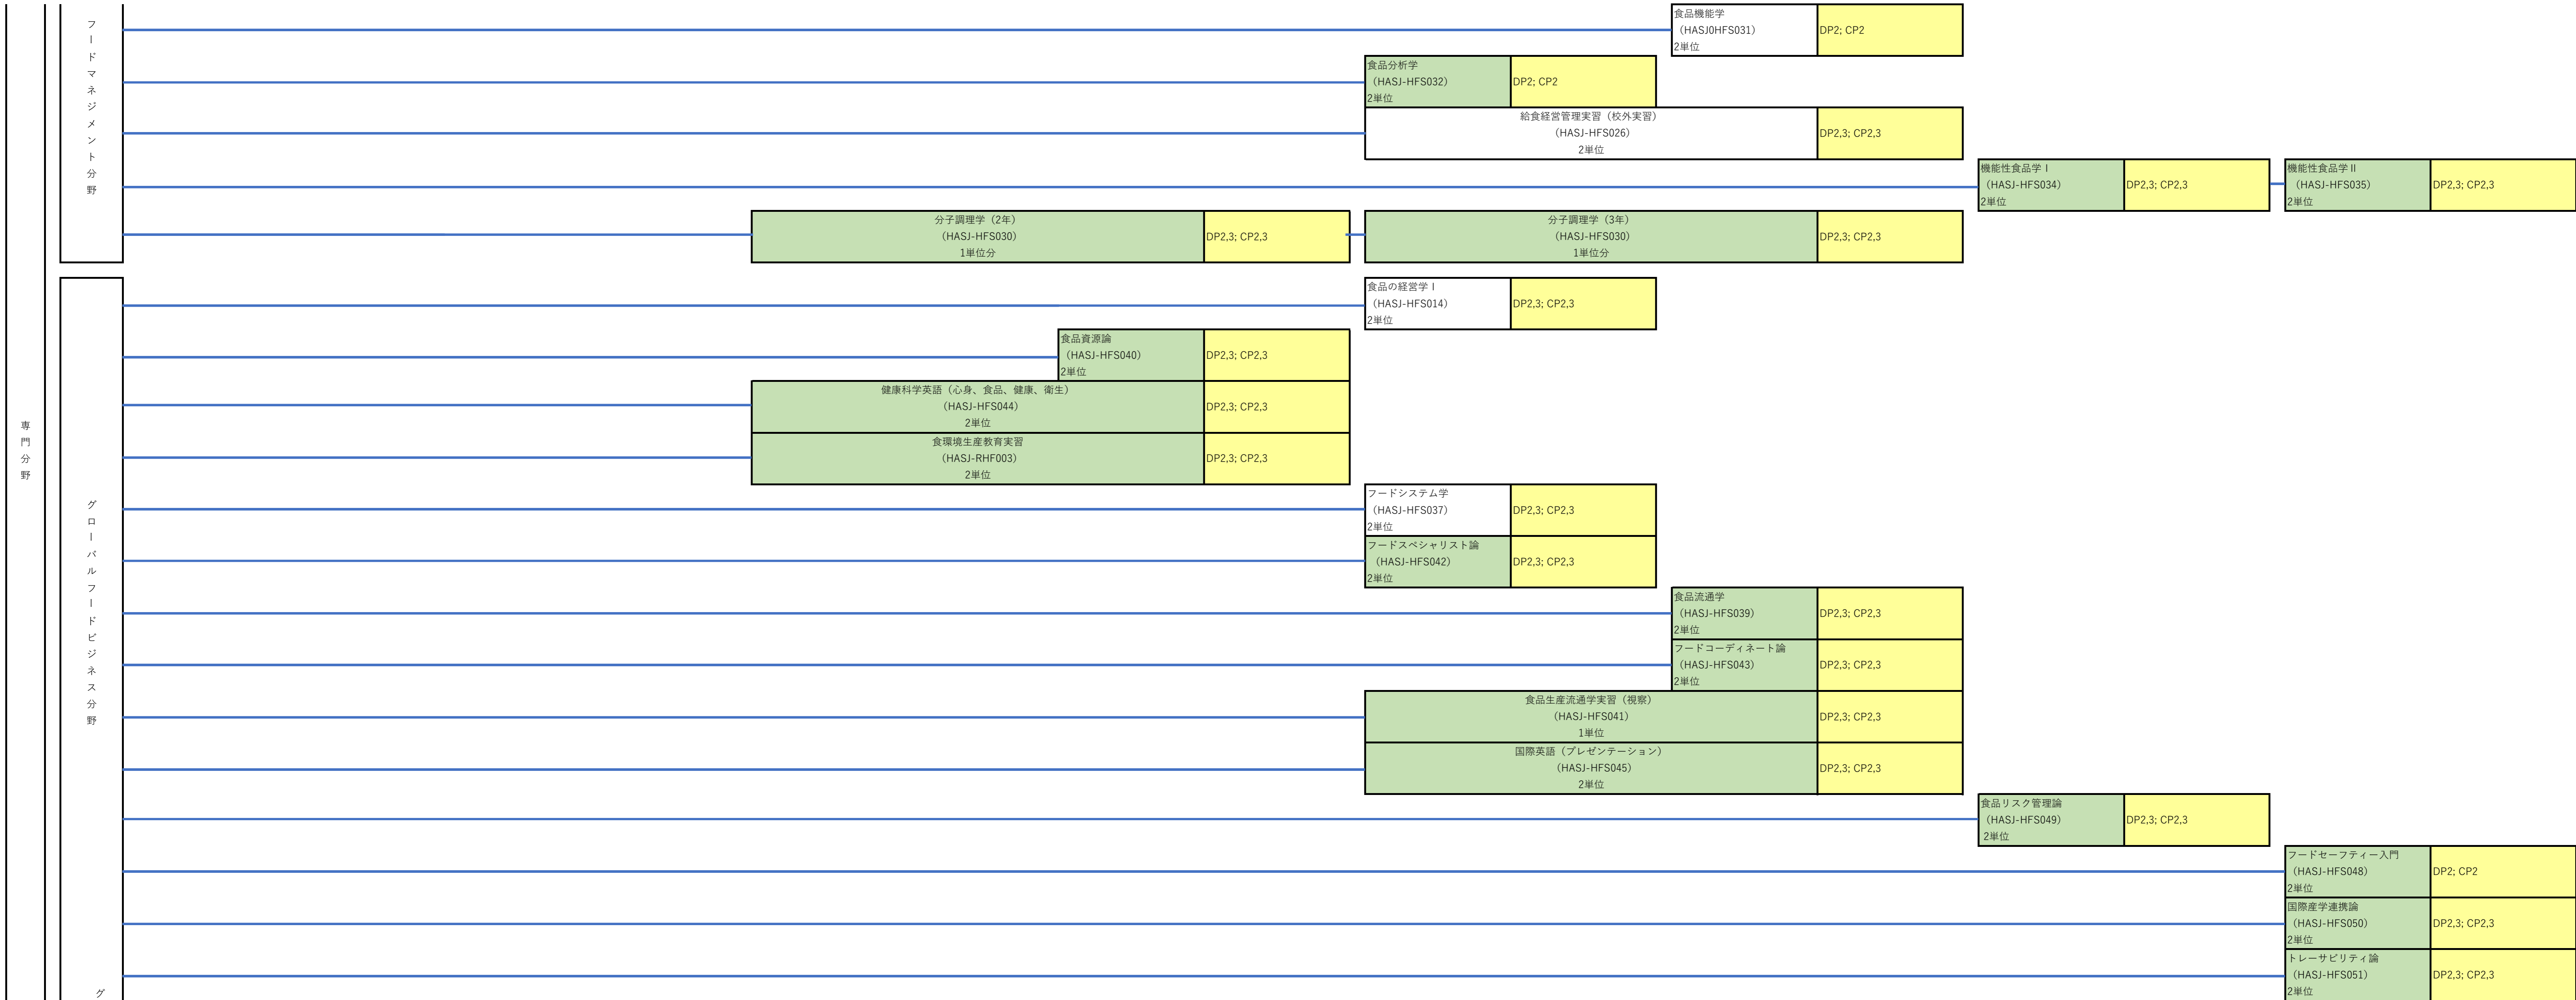 専門分野
フードマネジメント分野
食品機能学
（HASJ0HFS031）
2単位
DP2; CP2
食品分析学
（HASJ-HFS032）
2単位
DP2; CP2
給食経営管理実習（校外実習）
（HASJ-HFS026）
2単位
DP2,3; CP2,3
機能性食品学Ⅰ
（HASJ-HFS034）
2単位
DP2,3; CP2,3
機能性食品学Ⅱ
（HASJ-HFS035）
2単位
DP2,3; CP2,3
分子調理学（2年）
（HASJ-HFS030）
1単位分
DP2,3; CP2,3
分子調理学（3年）
（HASJ-HFS030）
1単位分
DP2,3; CP2,3
グローバルフードビジネス分野
食品の経営学Ⅰ
（HASJ-HFS014）
2単位
DP2,3; CP2,3
食品資源論
（HASJ-HFS040）
2単位
DP2,3; CP2,3
健康科学英語（心身、食品、健康、衛生）
（HASJ-HFS044）
2単位
DP2,3; CP2,3
食環境生産教育実習
（HASJ-RHF003）
2単位
DP2,3; CP2,3
フードシステム学
（HASJ-HFS037）
2単位
DP2,3; CP2,3
フードスペシャリスト論
（HASJ-HFS042）
2単位
DP2,3; CP2,3
食品流通学
（HASJ-HFS039）
2単位
DP2,3; CP2,3
フードコーディネート論
（HASJ-HFS043）
2単位
DP2,3; CP2,3
食品生産流通学実習（視察）
（HASJ-HFS041）
1単位
DP2,3; CP2,3
国際英語（プレゼンテーション）
（HASJ-HFS045）
2単位
DP2,3; CP2,3
食品リスク管理論
（HASJ-HFS049）
2単位
DP2,3; CP2,3
フードセーフティー入門
（HASJ-HFS048）
2単位
DP2; CP2
国際産学連携論
（HASJ-HFS050）
2単位
DP2,3; CP2,3
トレーサビリティ論
（HASJ-HFS051）
2単位
DP2,3; CP2,3
グ